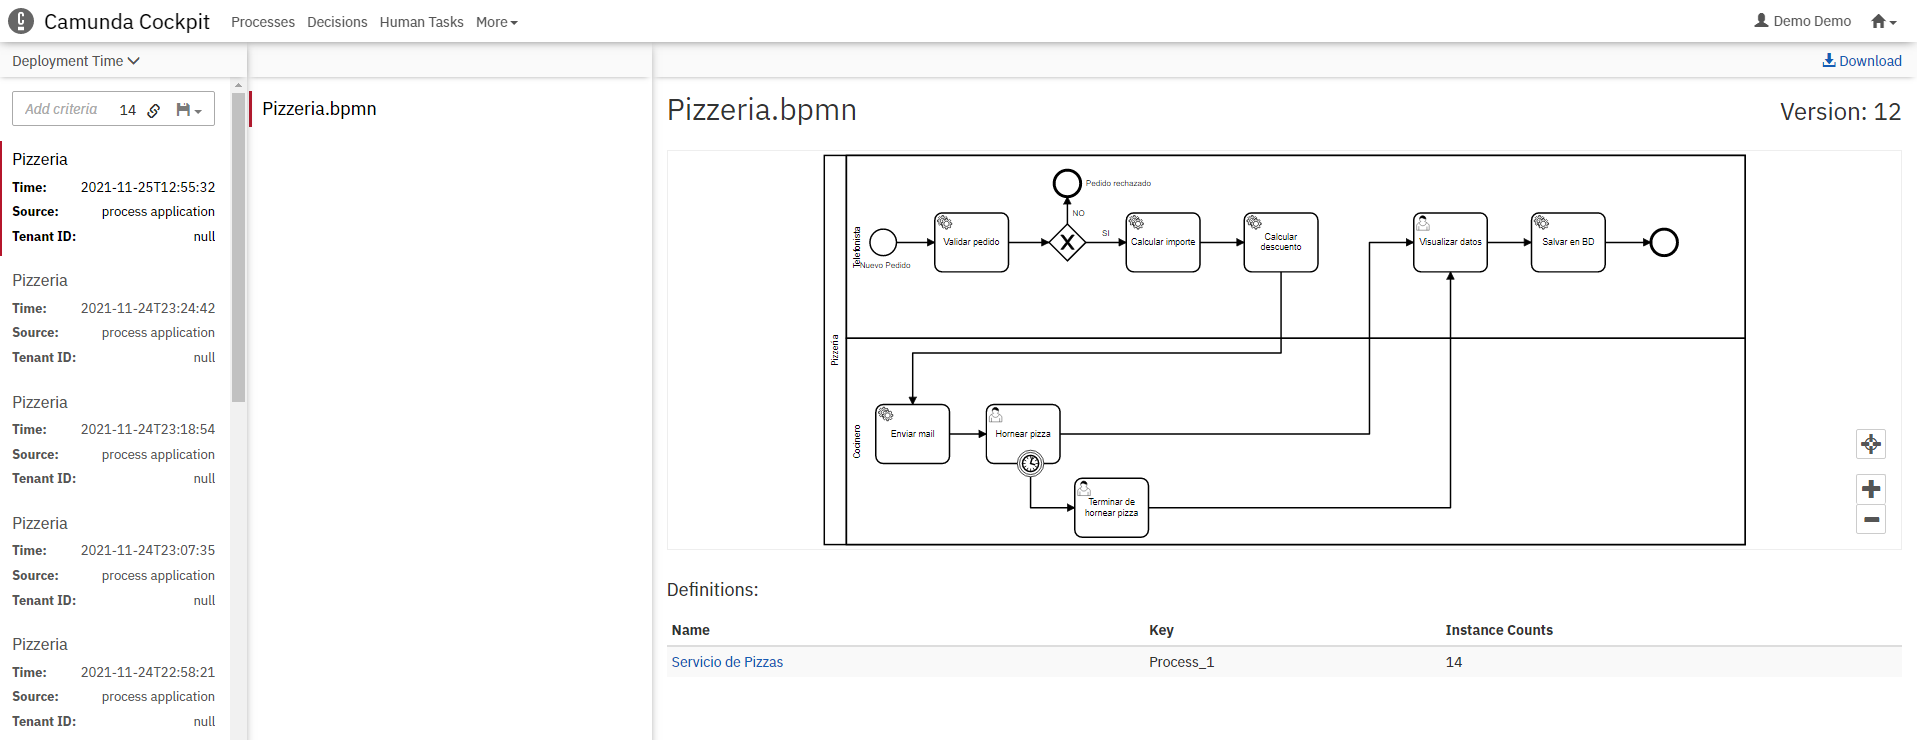 Camunda Cockpit Processes Decisions Human Tasks More Demo Demo
Deployment Time
Download
Add criteria 14
Pizzeria
Time: 2021-11-25T12:55:32
Source: process application
Tenant ID: null
Pizzeria
Time: 2021-11-24T23:24:42
Source: process application
Tenant ID: null
Pizzeria
Time: 2021-11-24T23:18:54
Source: process application
Tenant ID: null
Pizzeria
Time: 2021-11-24T23:07:35
Source: process application
Tenant ID: null
Pizzeria
Time: 2021-11-24T22:58:21
Source: process application
Tenant ID: null
Pizzeria.bpmn
Pizzeria.bpmn
Version: 12
Pizzeria
Telefonista
Nuevo Pedido
Validar pedido
Pedido rechazado
NO
SI
Calcular importe
Calcular
descuento
Visualizar datos
Salvar en BD
Cocinero
Enviar mail
Hornear pizza
Terminar de
hornear pizza
Definitions:
Name Key Instance Counts
Servicio de Pizzas Process_1 14